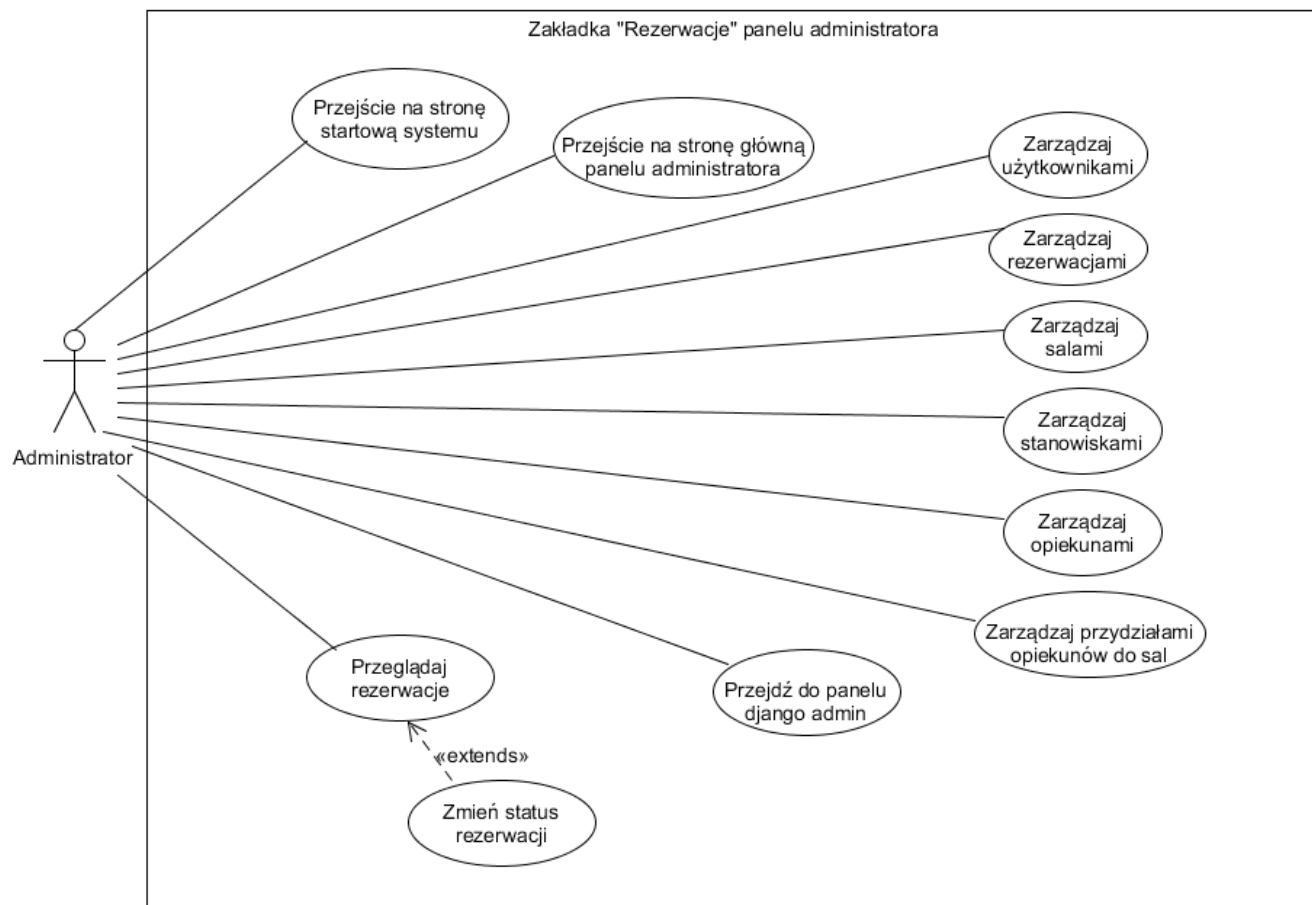 Zakładka "Rezerwacje" panelu administratora
Przejście na stronę
startową systemu
Przejście na stronę główną
panelu administratora
Zarządzaj
użytkownikami
Zarządzaj
rezerwacjami
Zarządzaj
salami
Zarządzaj
stanowiskami
Administrator
Zarządzaj
opiekunami
Zarządzaj przydziałami
opiekunów do sal
Przeglądaj
rezerwacje
Przejdź do panelu
django admin
«extends»
Zmień status
rezerwacji